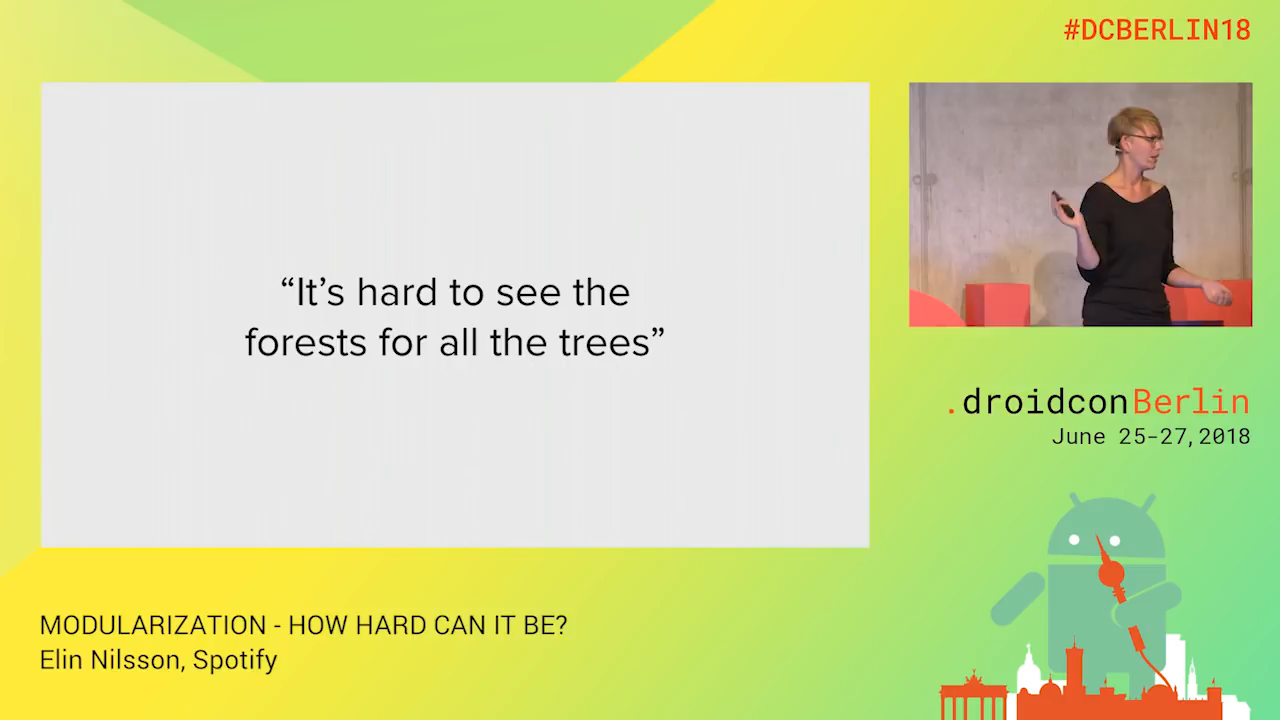 #DCBERLIN18
“It’s hard to see the
forests for all the trees”
.droidconBerlin
June 25-27, 2018
MODULARIZATION - HOW HARD CAN IT BE?
Elin Nilsson, Spotify